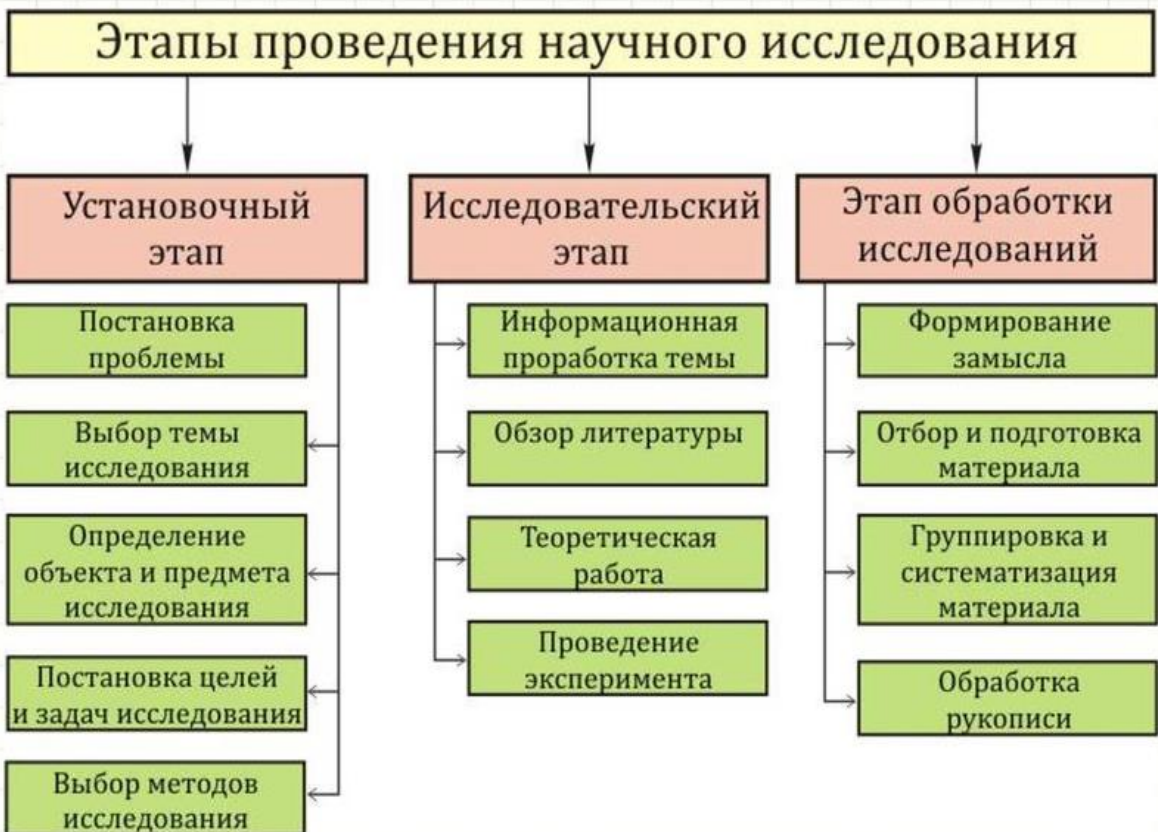 Этапы проведения научного исследования
Установочный
этап
Постановка
проблемы
Выбор темы
исследования
Определение
объекта и предмета
исследования
Постановка целей
и задач исследования
Выбор методов
исследования
Исследовательский
этап
Информационная
проработка темы
Обзор литературы
Теоретическая
работа
Проведение
эксперимента
Этап обработки
исследований
Формирование
замысла
Отбор и подготовка
материала
Группировка и
систематизация
материала
Обработка
рукописи